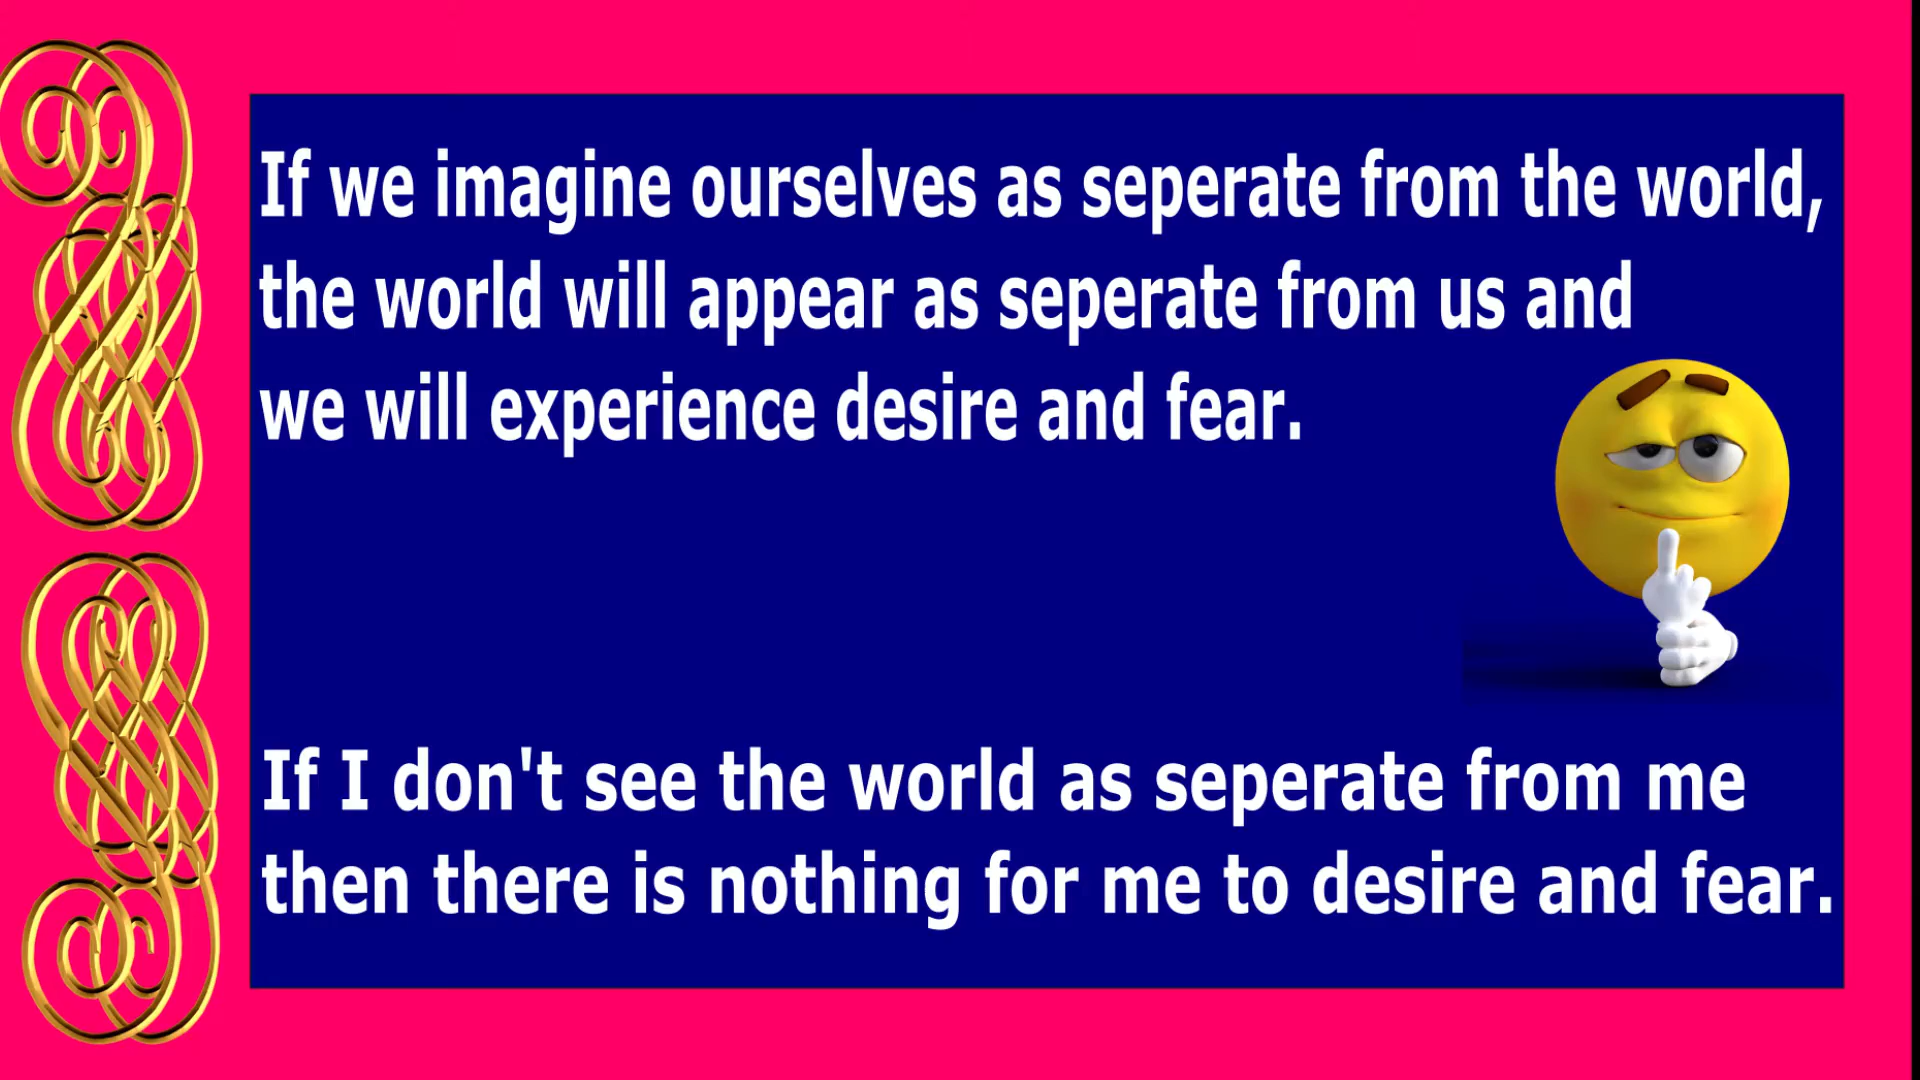 If we imagine ourselves as seperate from the world,
the world will appear as seperate from us and
we will experience desire and fear.
If I don't see the world as seperate from me
then there is nothing for me to desire and fear.